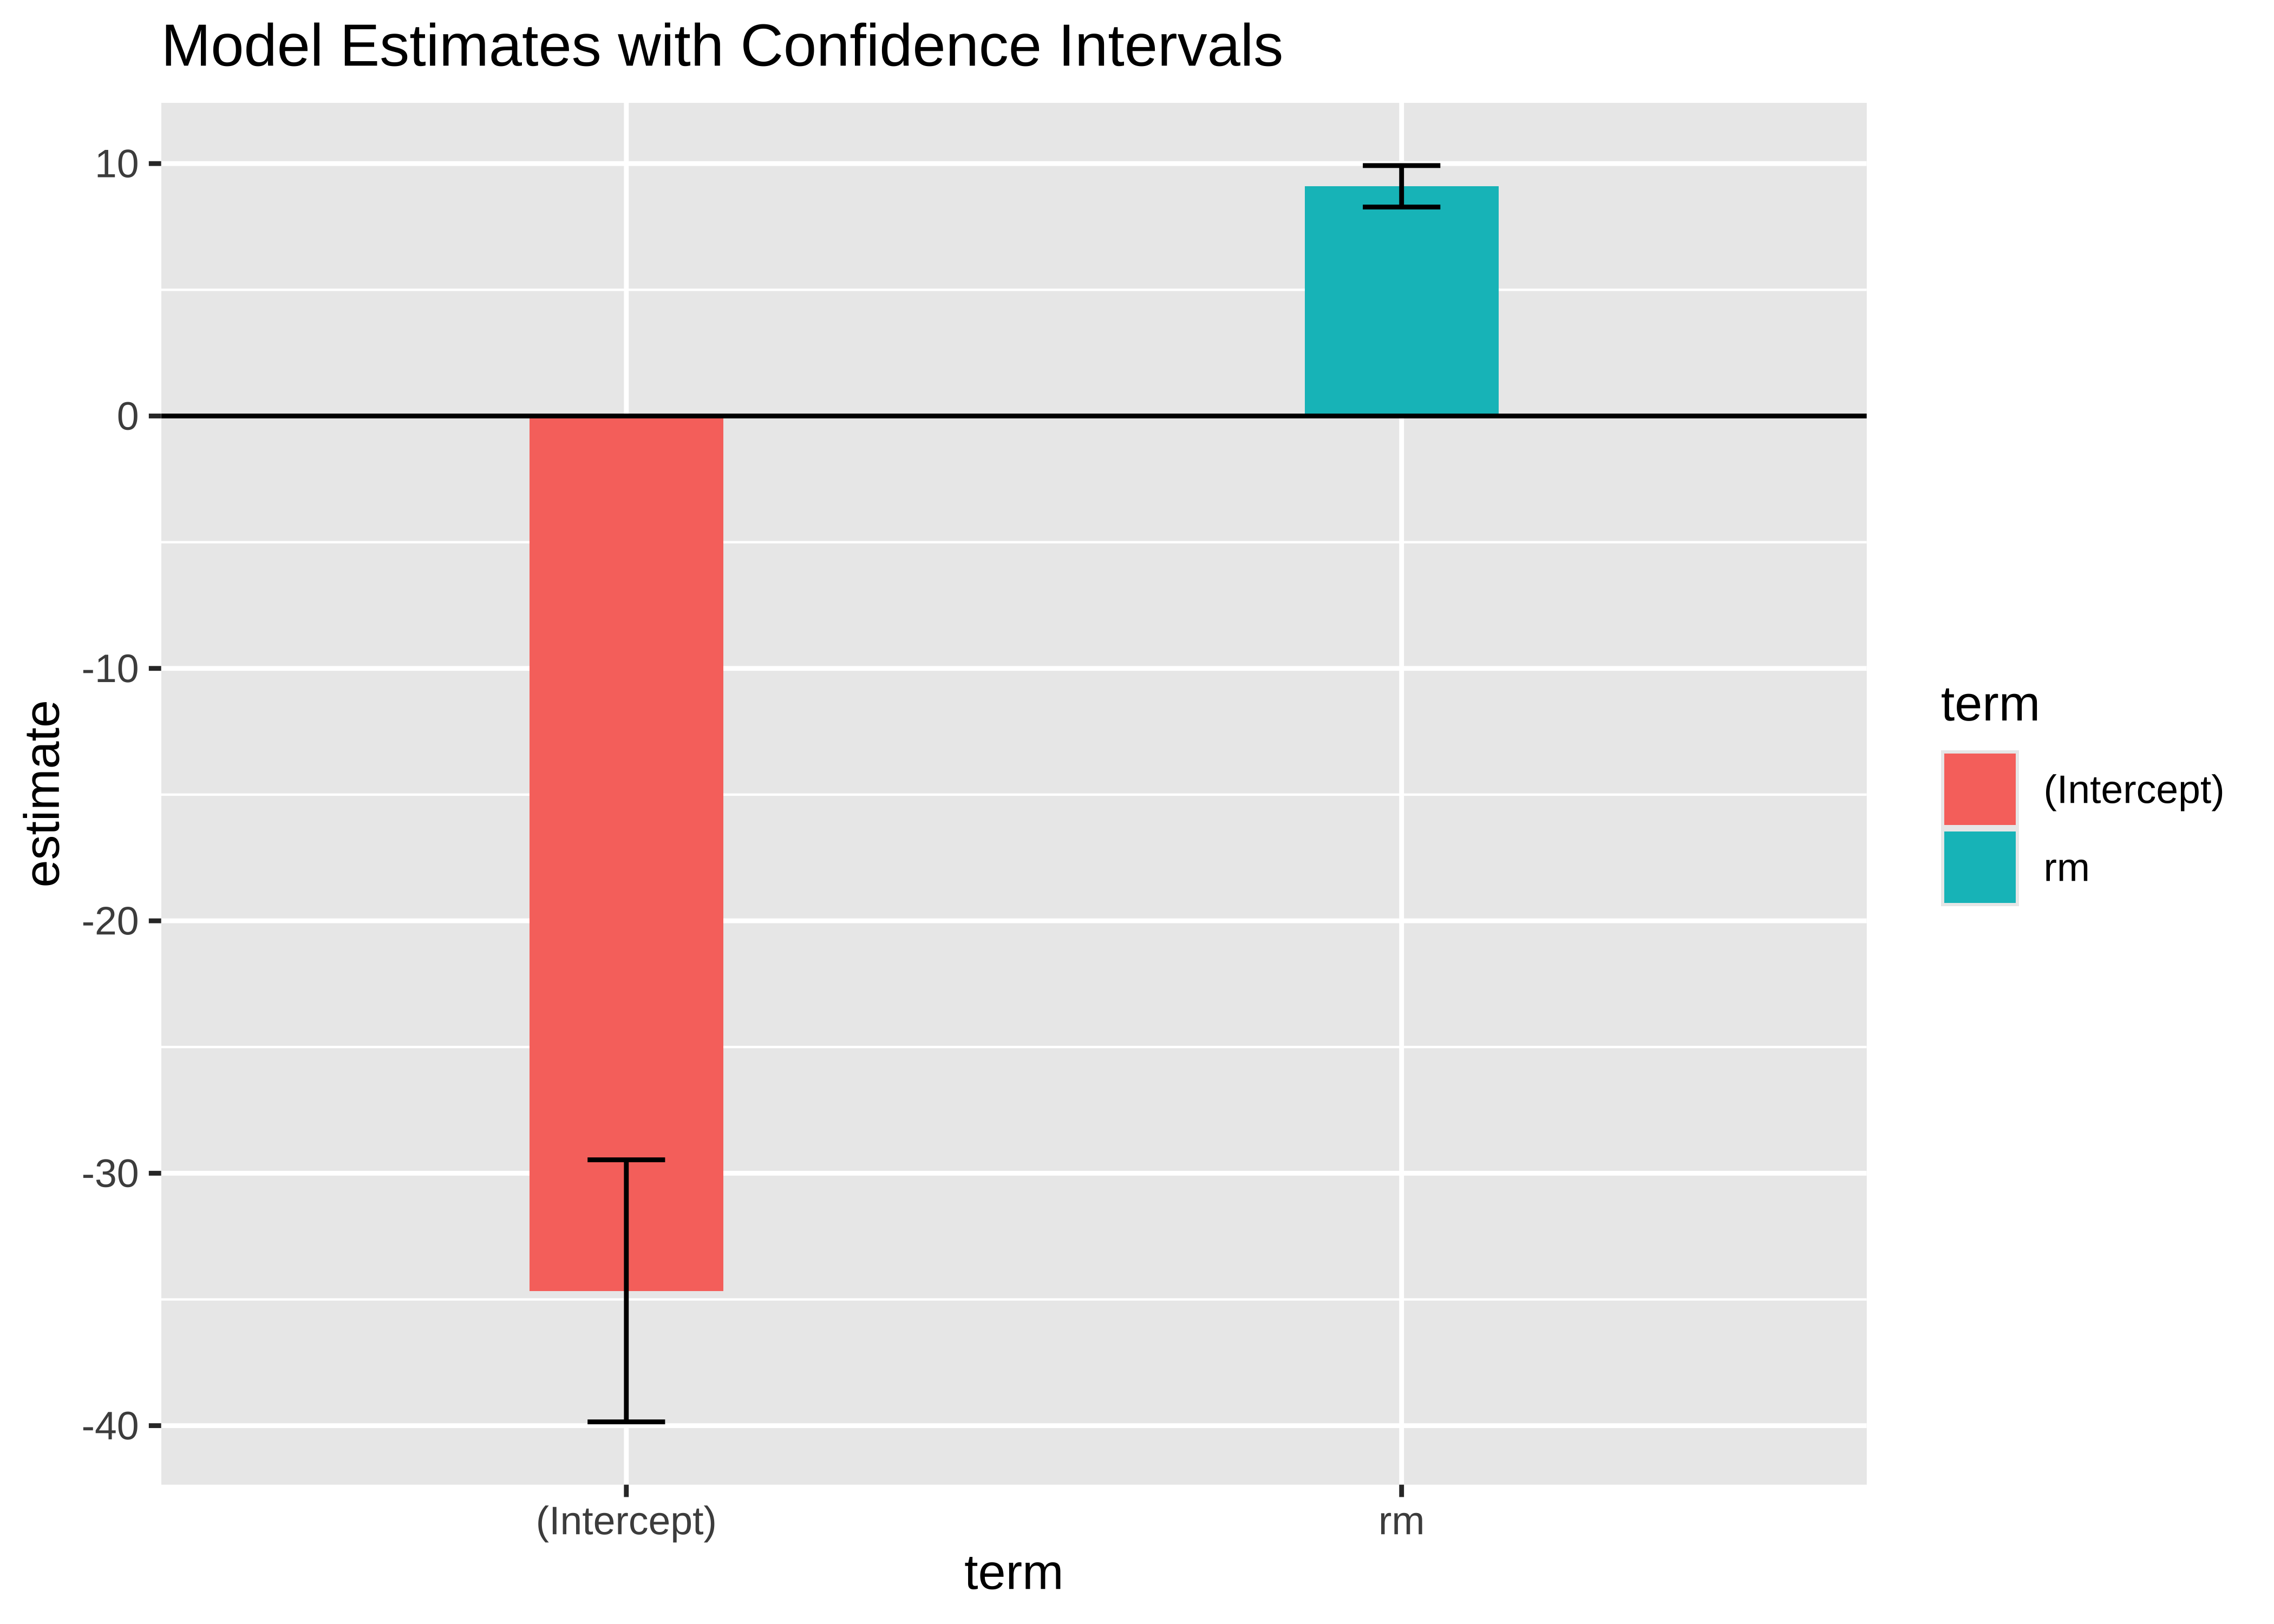 Model Estimates with Confidence Intervals
10
0
-10
-20
-30
-40
estimate
(Intercept)
rm
term
term
(Intercept)
rm